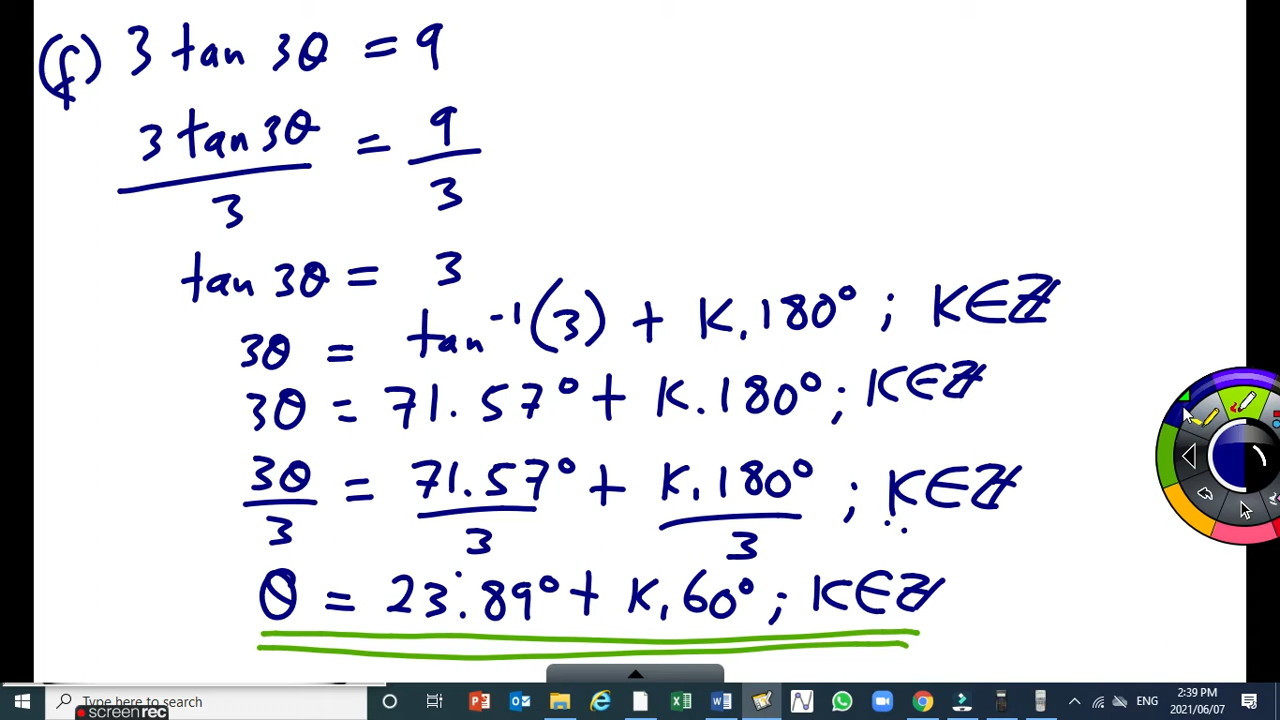 (f) 3 tan 3θ = 9
3 tan 3θ / 3 = 9 / 3
tan 3θ = 3
3θ = tan⁻¹(3) + K.180° ; K∈ℤ
3θ = 71.57° + K.180° ; K∈ℤ
3θ / 3 = 71.57° / 3 + K.180° / 3 ; K∈ℤ
θ = 23.89° + K.60° ; K∈ℤ
Type here to search
screenrec
ENG
2:39 PM
2021/06/07